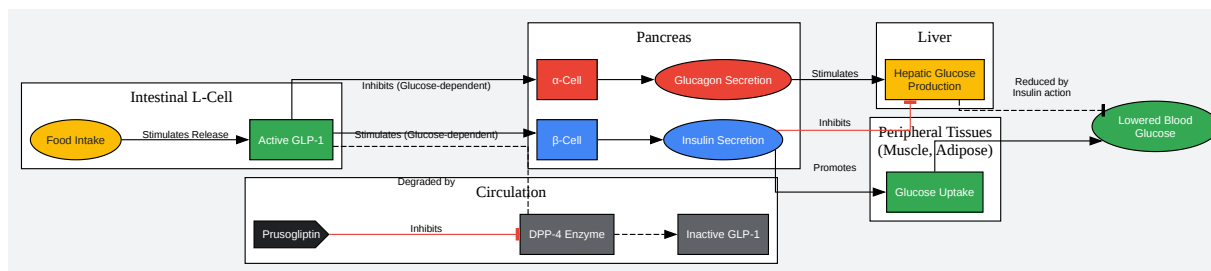 Intestinal L-Cell
Food Intake
Stimulates Release
Active GLP-1
Inhibits (Glucose-dependent)
Stimulates (Glucose-dependent)
Degraded by
Pancreas
α-Cell
Glucagon Secretion
β-Cell
Insulin Secretion
Circulation
Prusogliptin
Inhibits
DPP-4 Enzyme
Inactive GLP-1
Stimulates
Inhibits
Promotes
Liver
Hepatic Glucose
Production
Peripheral Tissues
(Muscle, Adipose)
Glucose Uptake
Reduced by
Insulin action
Lowered Blood
Glucose